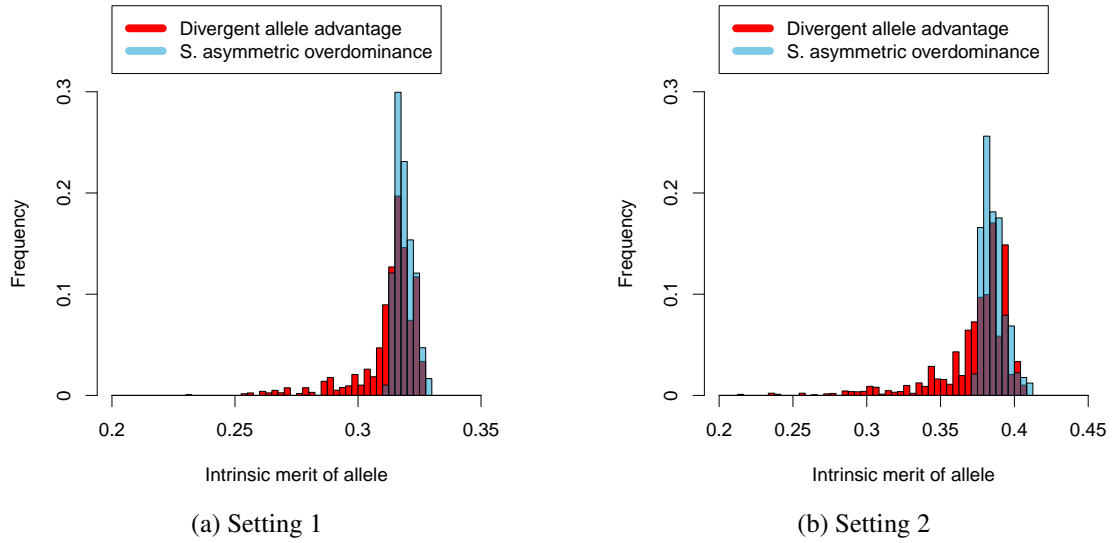 Divergent allele advantage
S. asymmetric overdominance
0.3
0.2
0.1
0
Frequency
0.2
0.25
0.3
0.35
Intrinsic merit of allele
(a) Setting 1
Divergent allele advantage
S. asymmetric overdominance
0.3
0.2
0.1
0
Frequency
0.2
0.25
0.3
0.35
0.4
0.45
Intrinsic merit of allele
(b) Setting 2